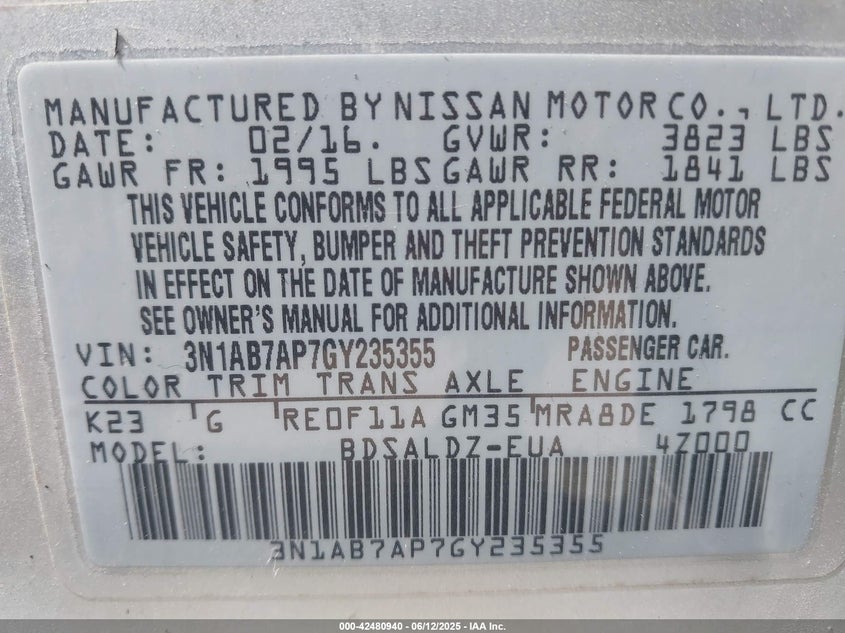 MANUFACTURED BY NISSAN MOTOR CO., LTD.
DATE: 02/16. GVWR: 3823 LBS
GAWR FR: 1995 LBS GAWR RR: 1841 LBS
THIS VEHICLE CONFORMS TO ALL APPLICABLE FEDERAL MOTOR
VEHICLE SAFETY, BUMPER AND THEFT PREVENTION STANDARDS
IN EFFECT ON THE DATE OF MANUFACTURE SHOWN ABOVE.
SEE OWNER'S MANUAL FOR ADDITIONAL INFORMATION.
VIN: 3N1AB7AP7GY235355 PASSENGER CAR.
COLOR TRIM TRANS AXLE ENGINE
K23 G RE0F11A GM35 MRA8DE 1798 CC
MODEL: BDSALDZ-EUA 4Z000
3N1AB7AP7GY235355
000-42480940 - 06/12/2025 - IAA Inc.